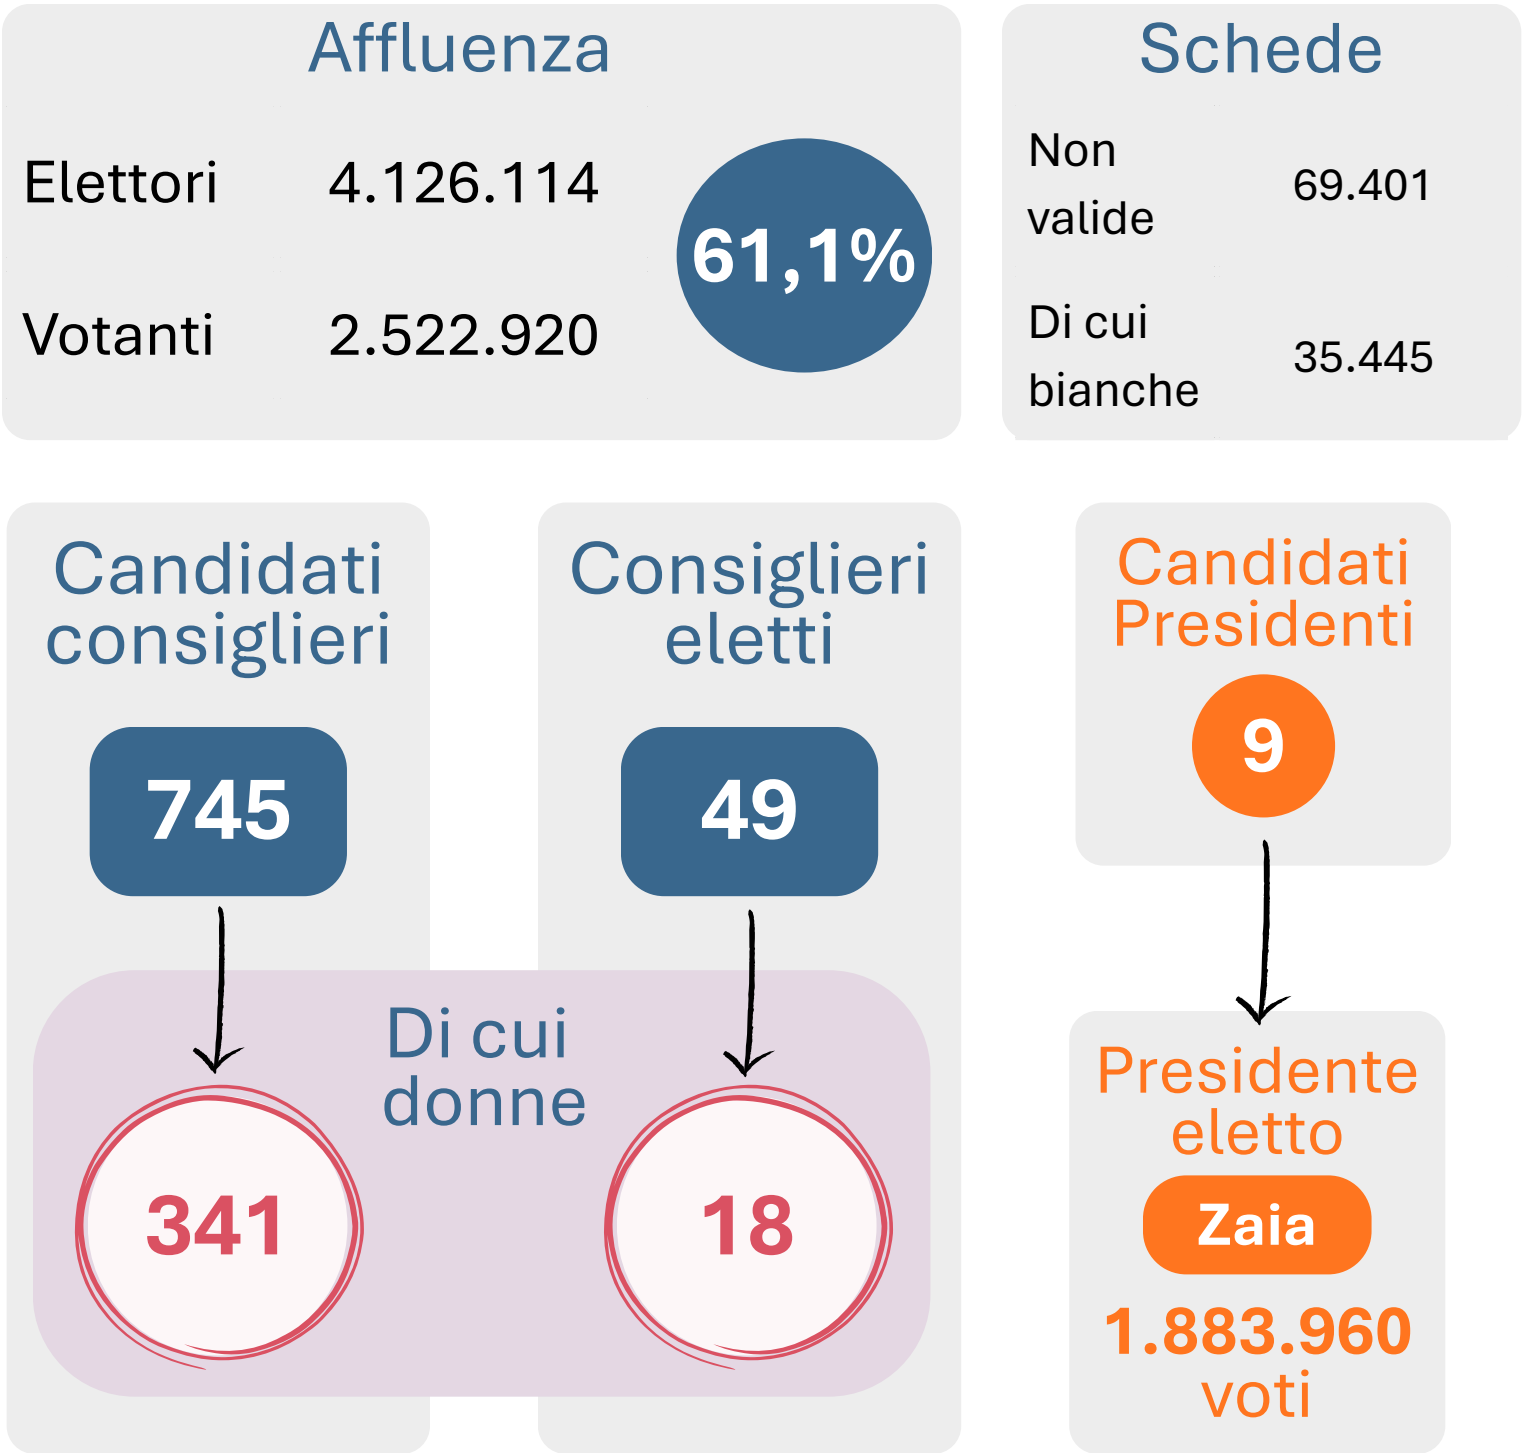 Affluenza
Elettori 4.126.114
61,1%
Votanti 2.522.920
Schede
Non
valide
69.401
Di cui
bianche
35.445
Candidati
consiglieri
745
Consiglieri
eletti
49
Di cui
donne
341
18
Candidati
Presidenti
9
Presidente
eletto
Zaia
1.883.960
voti